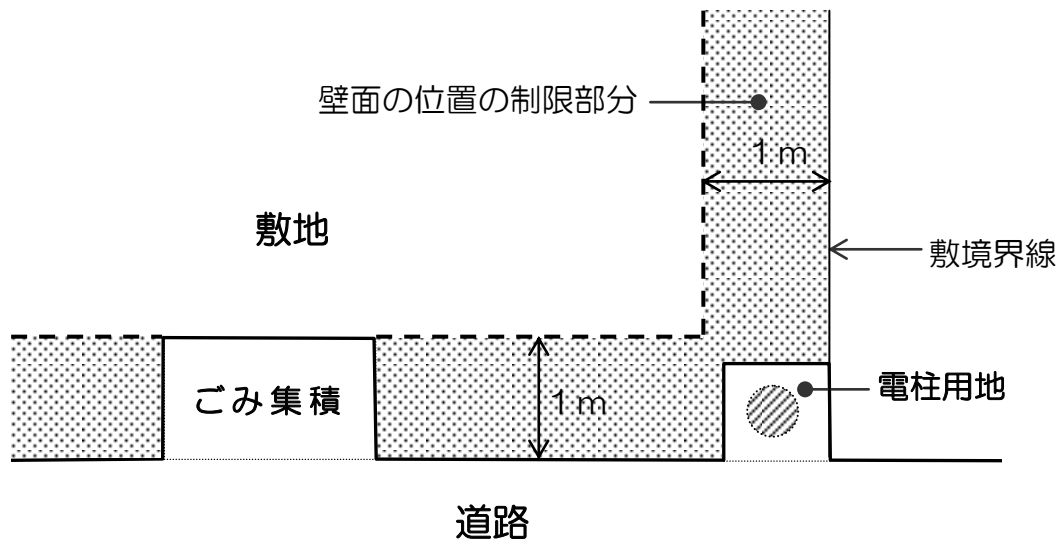 壁面の位置の制限部分
1m
敷地
敷境界線
ごみ集積
1m
電柱用地
道路